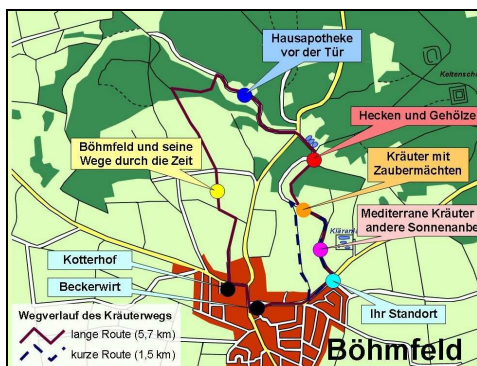 Hausapotheke
vor der Tür
Hecken und Gehölze
Böhmfeld und seine
Wege durch die Zeit
Kräuter mit
Zaubermächten
Mediterrane Kräuter
andere Sonnenanbe
Kotterhof
Beckerwirt
Ihr Standort
Wegverlauf des Kräuterwegs
lange Route (5,7 km)
kurze Route (1,5 km)
Böhmfeld